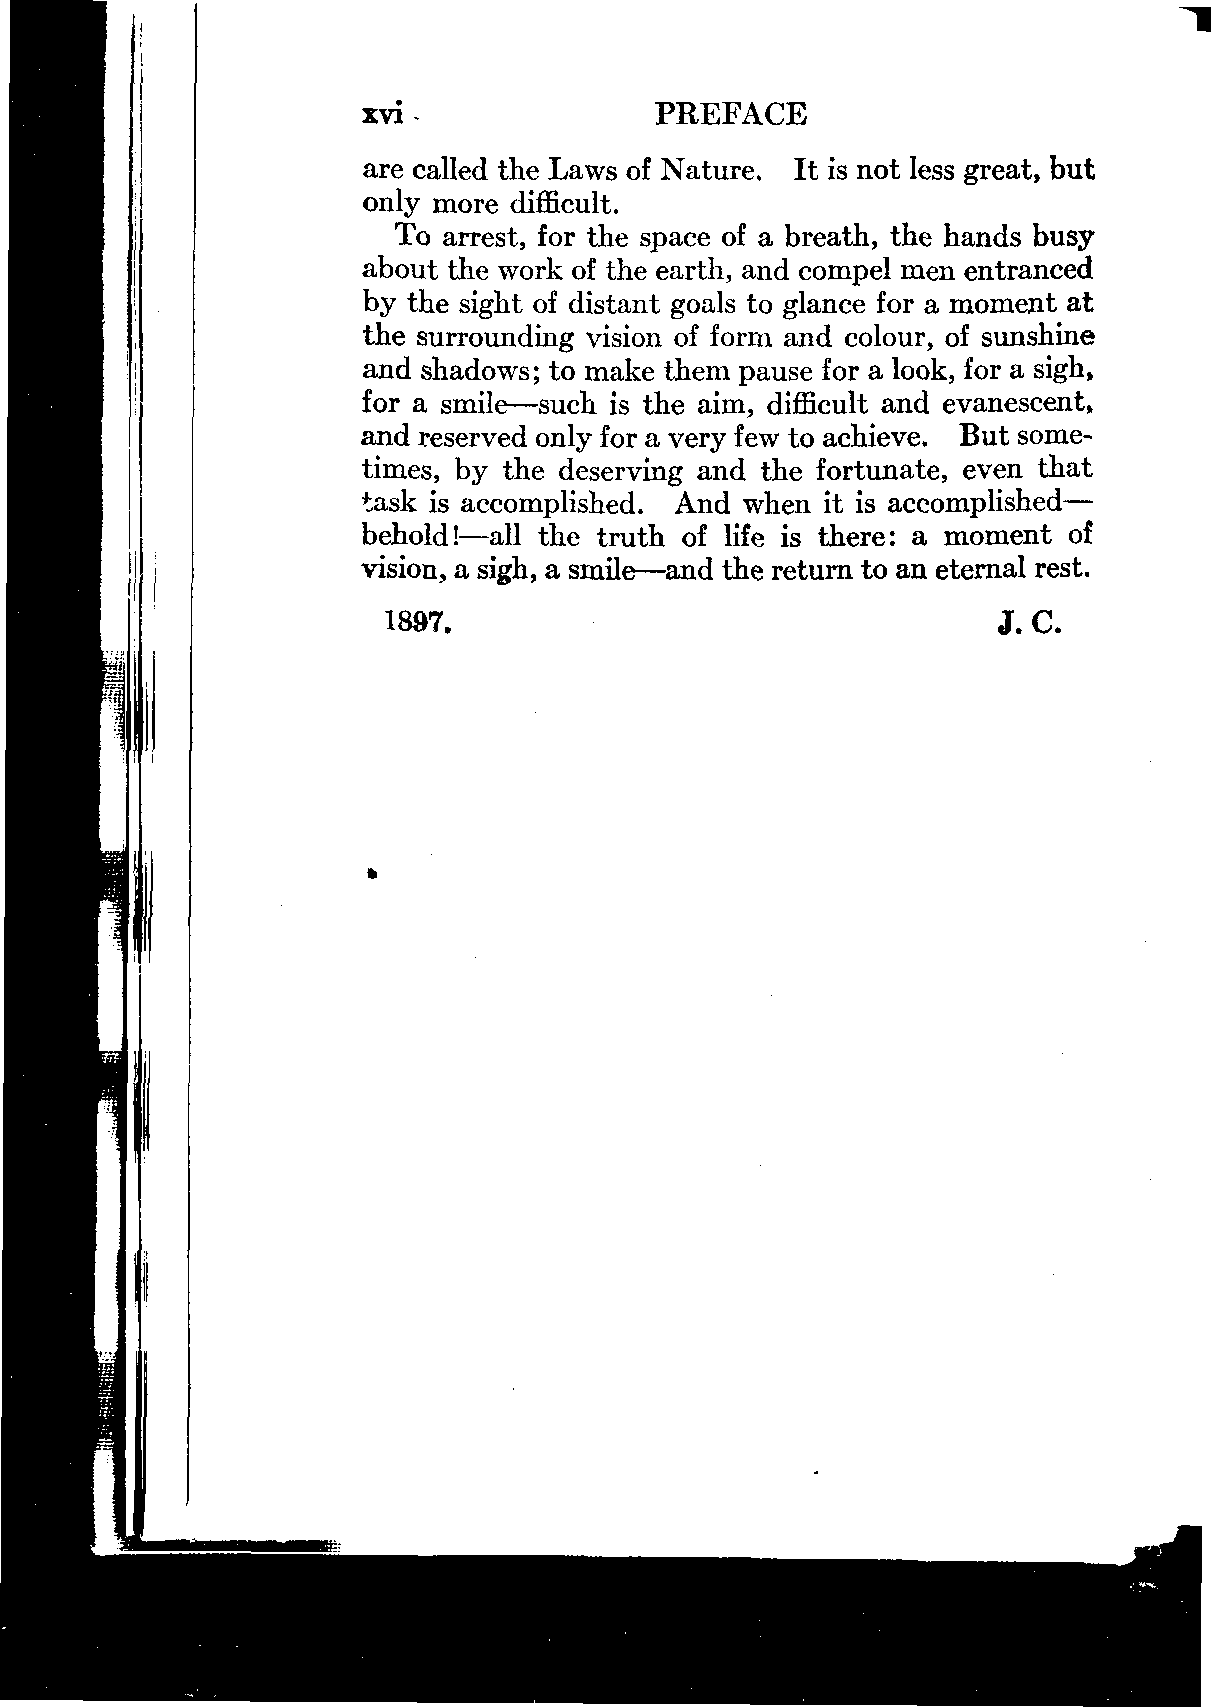 xvi PREFACE
are called the Laws of Nature. It is not less great, but
only more difficult.
To arrest, for the space of a breath, the hands busy
about the work of the earth, and compel men entranced
by the sight of distant goals to glance for a moment at
the surrounding vision of form and colour, of sunshine
and shadows; to make them pause for a look, for a sigh,
for a smile—such is the aim, difficult and evanescent,
and reserved only for a very few to achieve. But some-
times, by the deserving and the fortunate, even that
task is accomplished. And when it is accomplished—
behold!—all the truth of life is there: a moment of
vision, a sigh, a smile—and the return to an eternal rest.
1897. J. C.